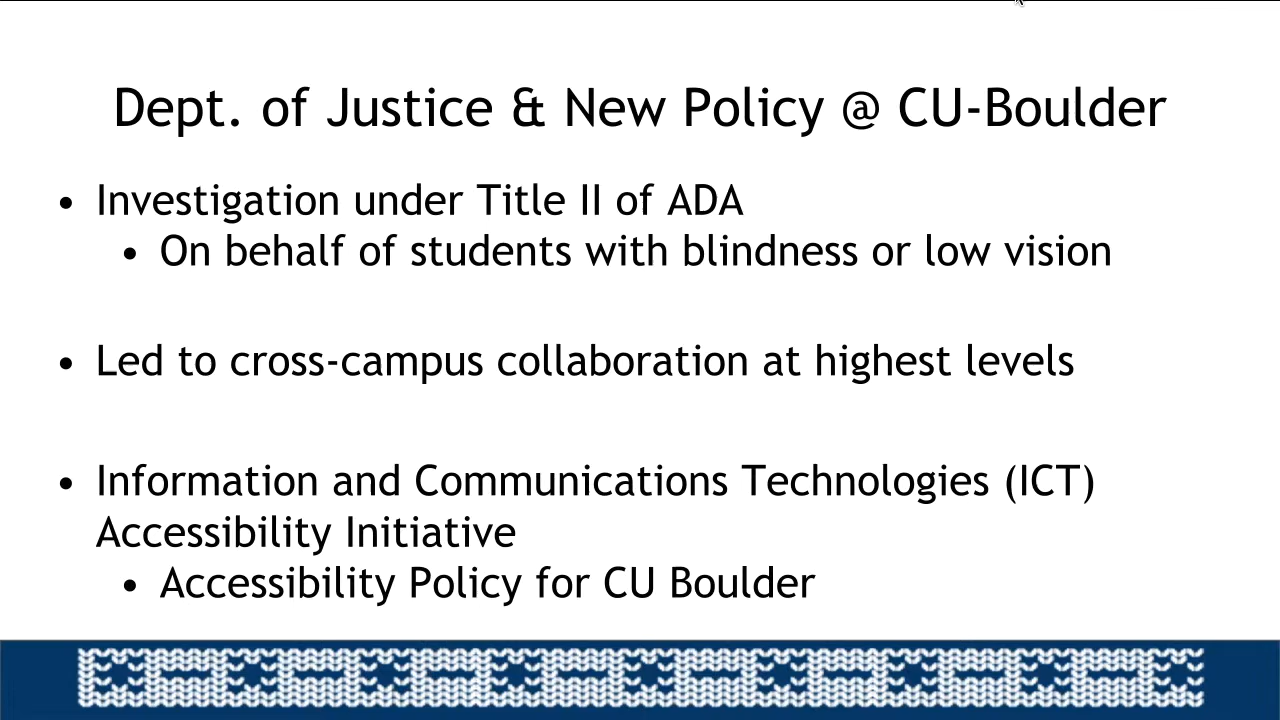 Dept. of Justice & New Policy @ CU-Boulder
• Investigation under Title II of ADA
• On behalf of students with blindness or low vision
• Led to cross-campus collaboration at highest levels
• Information and Communications Technologies (ICT)
Accessibility Initiative
• Accessibility Policy for CU Boulder